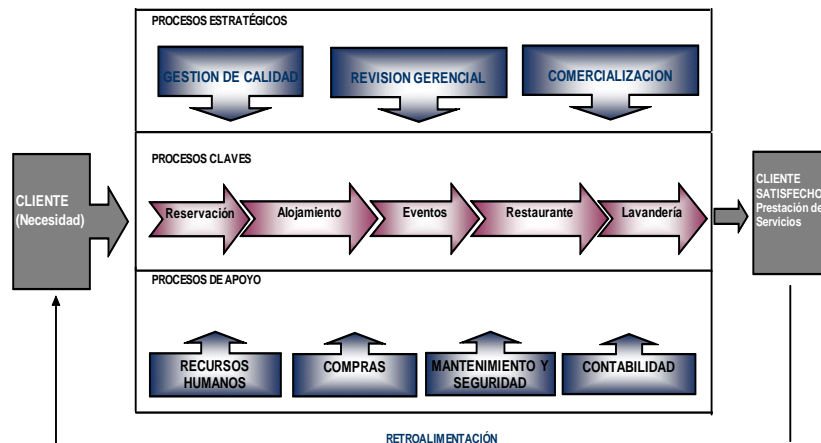 PROCESOS ESTRATÉGICOS
GESTION DE CALIDAD
REVISION GERENCIAL
COMERCIALIZACION
PROCESOS CLAVES
CLIENTE
(Necesidad)
Reservación
Alojamiento
Eventos
Restaurante
Lavandería
CLIENTE
SATISFECHO
Prestación de
Servicios
PROCESOS DE APOYO
RECURSOS
HUMANOS
COMPRAS
MANTENIMIENTO Y
SEGURIDAD
CONTABILIDAD
RETROALIMENTACIÓN